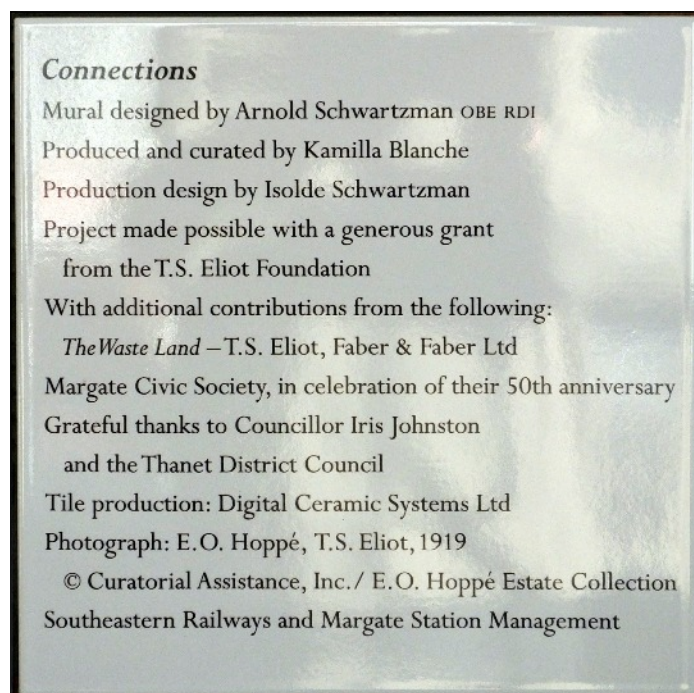 Connections
Mural designed by Arnold Schwartzman OBE RDI
Produced and curated by Kamilla Blanche
Production design by Isolde Schwartzman
Project made possible with a generous grant
from the T.S. Eliot Foundation
With additional contributions from the following:
The Waste Land – T.S. Eliot, Faber & Faber Ltd
Margate Civic Society, in celebration of their 50th anniversary
Grateful thanks to Councillor Iris Johnston
and the Thanet District Council
Tile production: Digital Ceramic Systems Ltd
Photograph: E.O. Hoppé, T.S. Eliot, 1919
© Curatorial Assistance, Inc./ E.O. Hoppé Estate Collection
Southeastern Railways and Margate Station Management